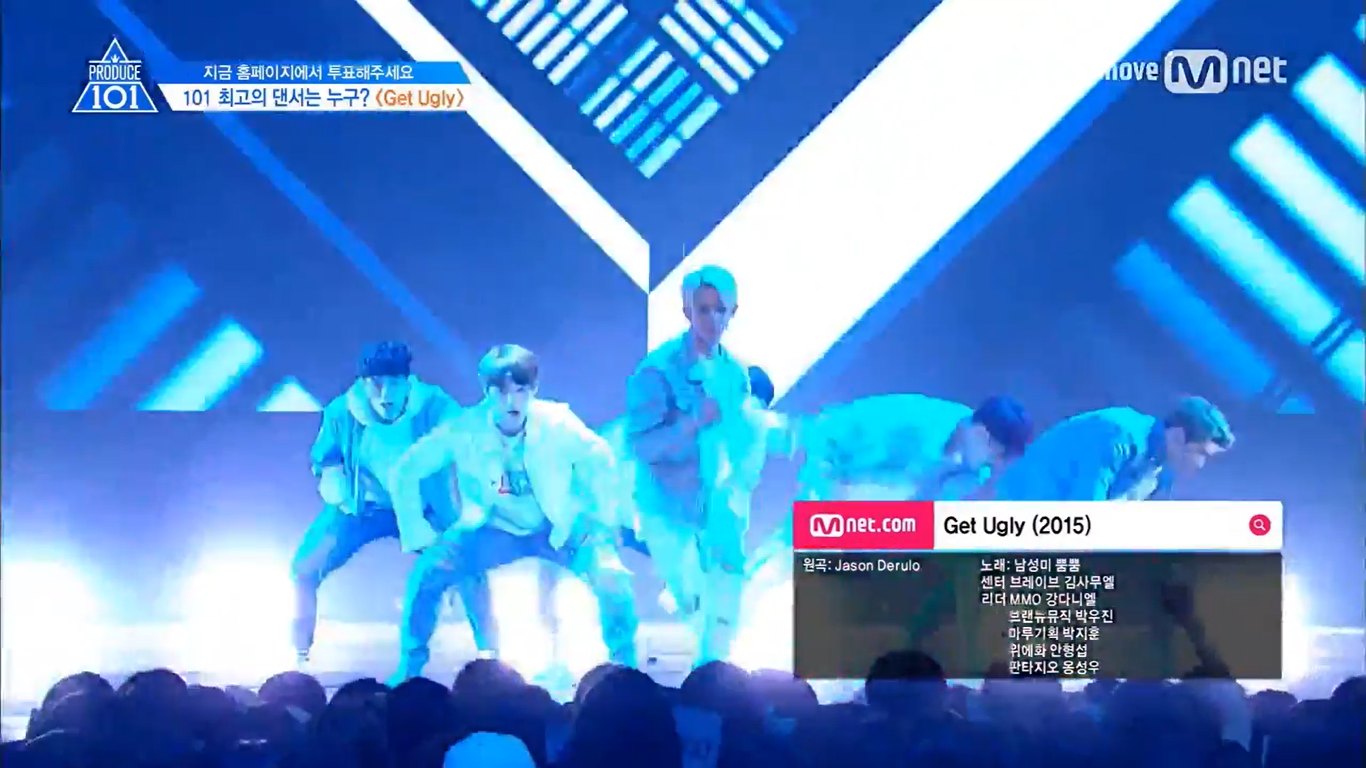 PRODUCE
101
지금 홈페이지에서 투표해주세요
101 최고의 댄서는 누구? <Get Ugly>
move Mnet
Mnet.com
Get Ugly (2015)
원곡: Jason Derulo
노래: 남성미 뿜뿜
센터 브레이브 김사무엘
리더 MMO 강다니엘
브랜뉴뮤직 박우진
마루기획 박지훈
위에화 안형섭
판타지오 옹성우